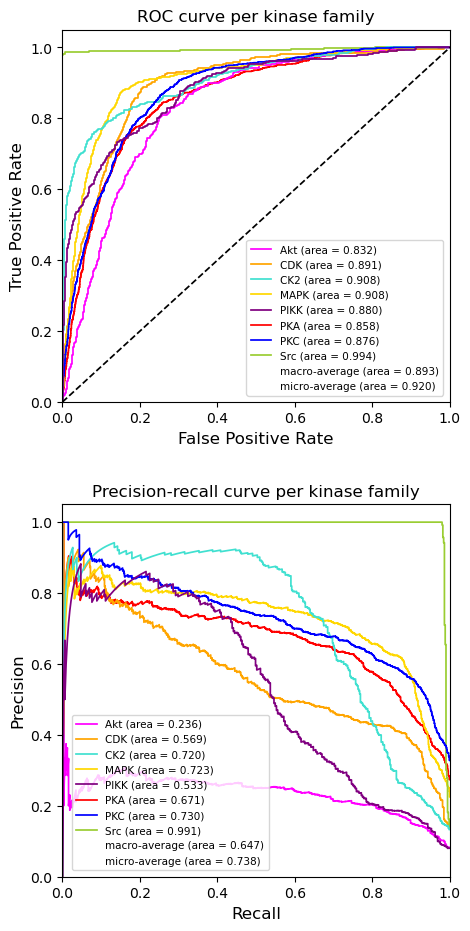 ROC curve per kinase family
True Positive Rate
1.0
0.8
0.6
0.4
0.2
0.0
Akt (area = 0.832)
CDK (area = 0.891)
CK2 (area = 0.908)
MAPK (area = 0.908)
PIKK (area = 0.880)
PKA (area = 0.858)
PKC (area = 0.876)
Src (area = 0.994)
macro-average (area = 0.893)
micro-average (area = 0.920)
0.0 0.2 0.4 0.6 0.8 1.0
False Positive Rate
Precision-recall curve per kinase family
Precision
1.0
0.8
0.6
0.4
0.2
0.0
Akt (area = 0.236)
CDK (area = 0.569)
CK2 (area = 0.720)
MAPK (area = 0.723)
PIKK (area = 0.533)
PKA (area = 0.671)
PKC (area = 0.730)
Src (area = 0.991)
macro-average (area = 0.647)
micro-average (area = 0.738)
0.0 0.2 0.4 0.6 0.8 1.0
Recall